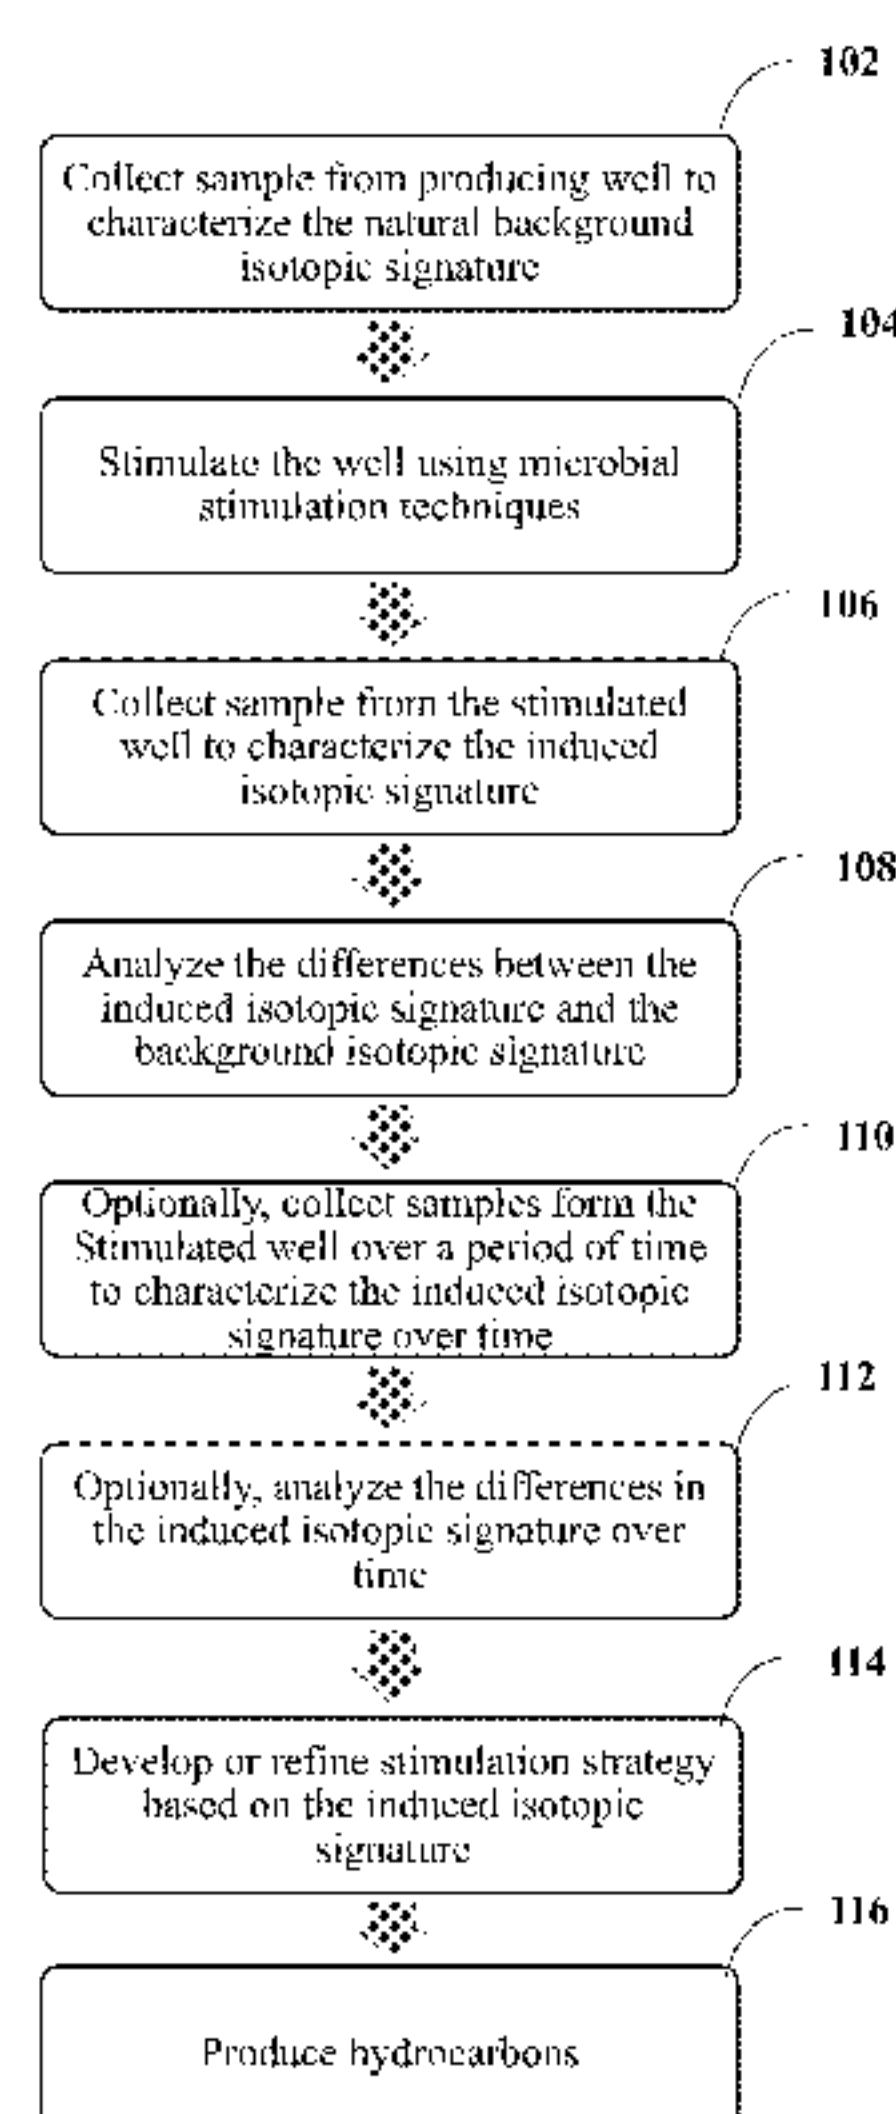 102
Collect sample from producing well to
characterize the natural background
isotopic signature
104
Stimulate the well using microbial
stimulation techniques
106
Collect sample from the stimulated
well to characterize the induced
isotopic signature
108
Analyze the differences between the
induced isotopic signature and the
background isotopic signature
110
Optionally, collect samples form the
Stimulated well over a period of time
to characterize the induced isotopic
signature over time
112
Optionally, analyze the differences in
the induced isotopic signature over
time
114
Develop or refine stimulation strategy
based on the induced isotopic
signature
116
Produce hydrocarbons